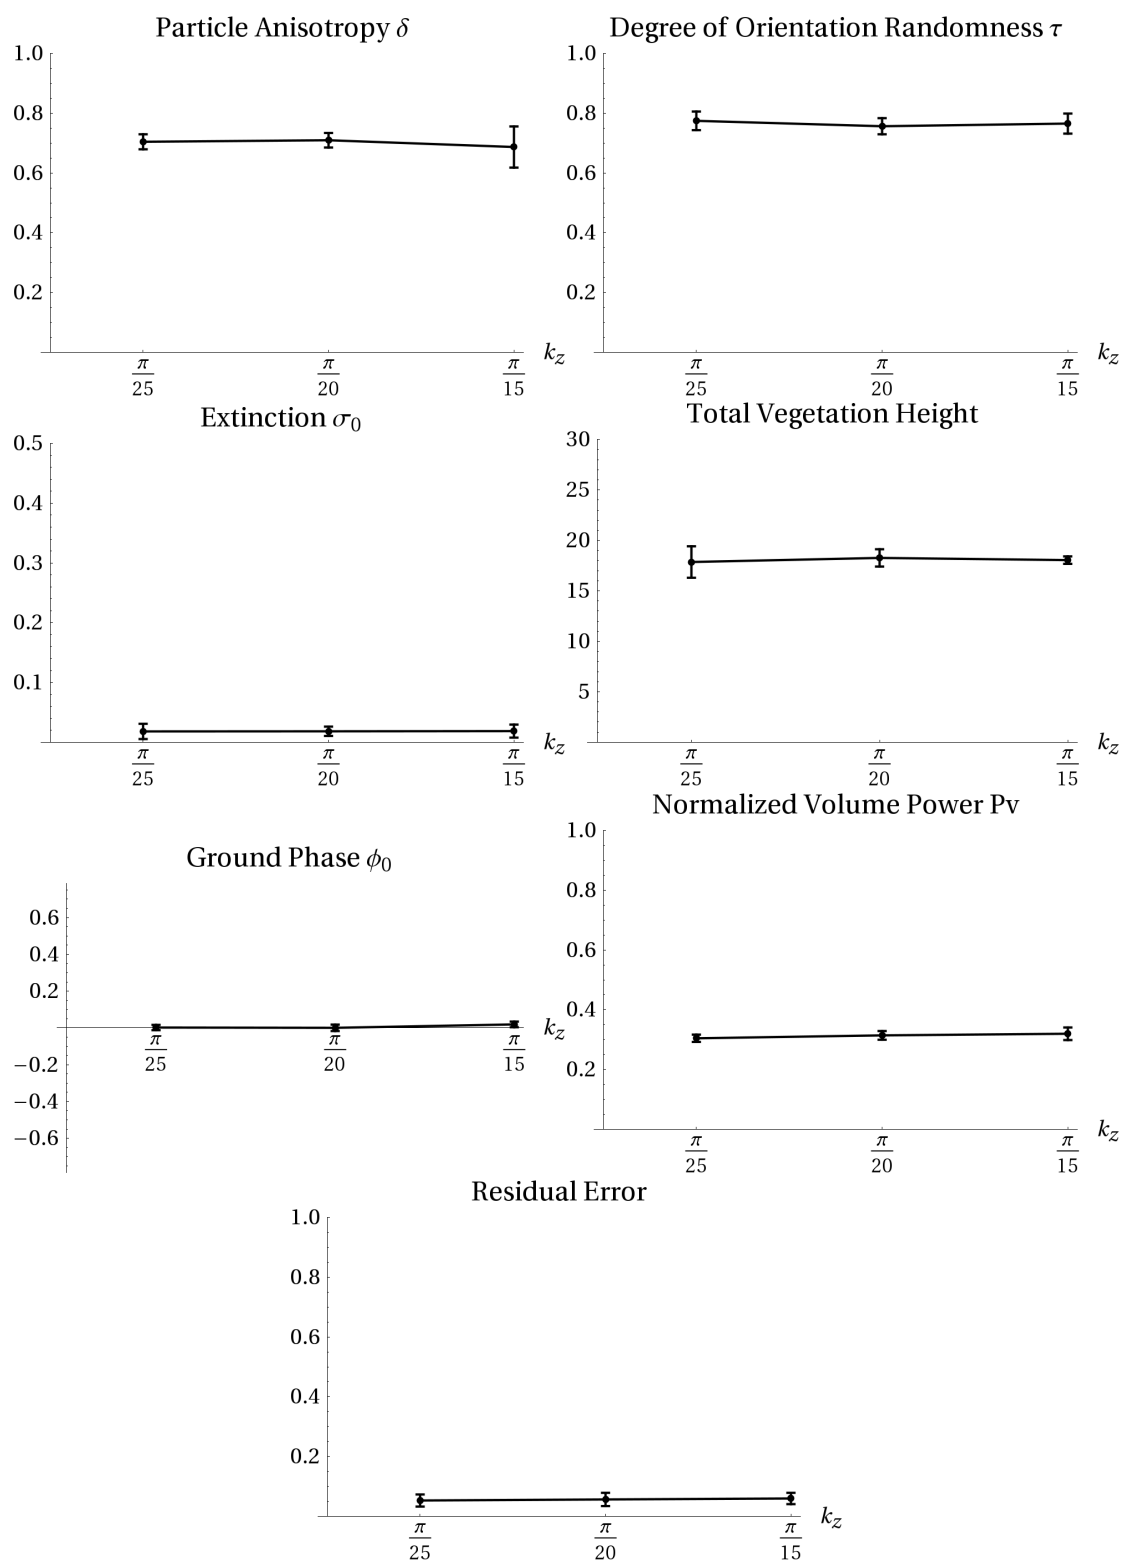 Particle Anisotropy δ
1.0
0.8
0.6
0.4
0.2
π/25 π/20 π/15 k_z
Degree of Orientation Randomness τ
1.0
0.8
0.6
0.4
0.2
π/25 π/20 π/15 k_z
Extinction σ₀
0.5
0.4
0.3
0.2
0.1
π/25 π/20 π/15 k_z
Total Vegetation Height
30
25
20
15
10
5
π/25 π/20 π/15 k_z
Ground Phase ϕ₀
0.6
0.4
0.2
π/25 π/20 π/15 k_z
−0.2
−0.4
−0.6
Normalized Volume Power Pv
1.0
0.8
0.6
0.4
0.2
π/25 π/20 π/15 k_z
Residual Error
1.0
0.8
0.6
0.4
0.2
π/25 π/20 π/15 k_z